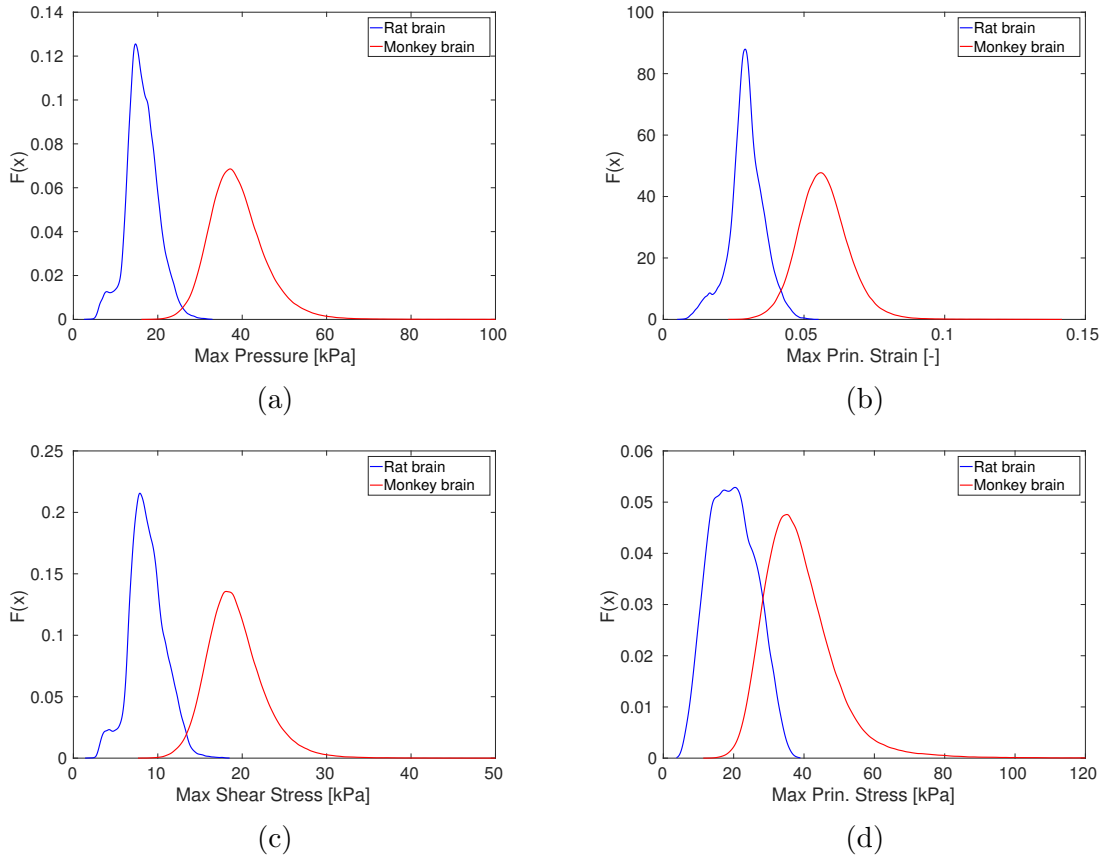 0.14
0.12
0.1
0.08
0.06
0.04
0.02
0
F(x)
0
20
40
60
80
100
Max Pressure [kPa]
Rat brain
Monkey brain
(a)
100
80
60
40
20
0
F(x)
0
0.05
0.1
0.15
Max Prin. Strain [-]
Rat brain
Monkey brain
(b)
0.25
0.2
0.15
0.1
0.05
0
F(x)
0
10
20
30
40
50
Max Shear Stress [kPa]
Rat brain
Monkey brain
(c)
0.06
0.05
0.04
0.03
0.02
0.01
0
F(x)
0
20
40
60
80
100
120
Max Prin. Stress [kPa]
Rat brain
Monkey brain
(d)